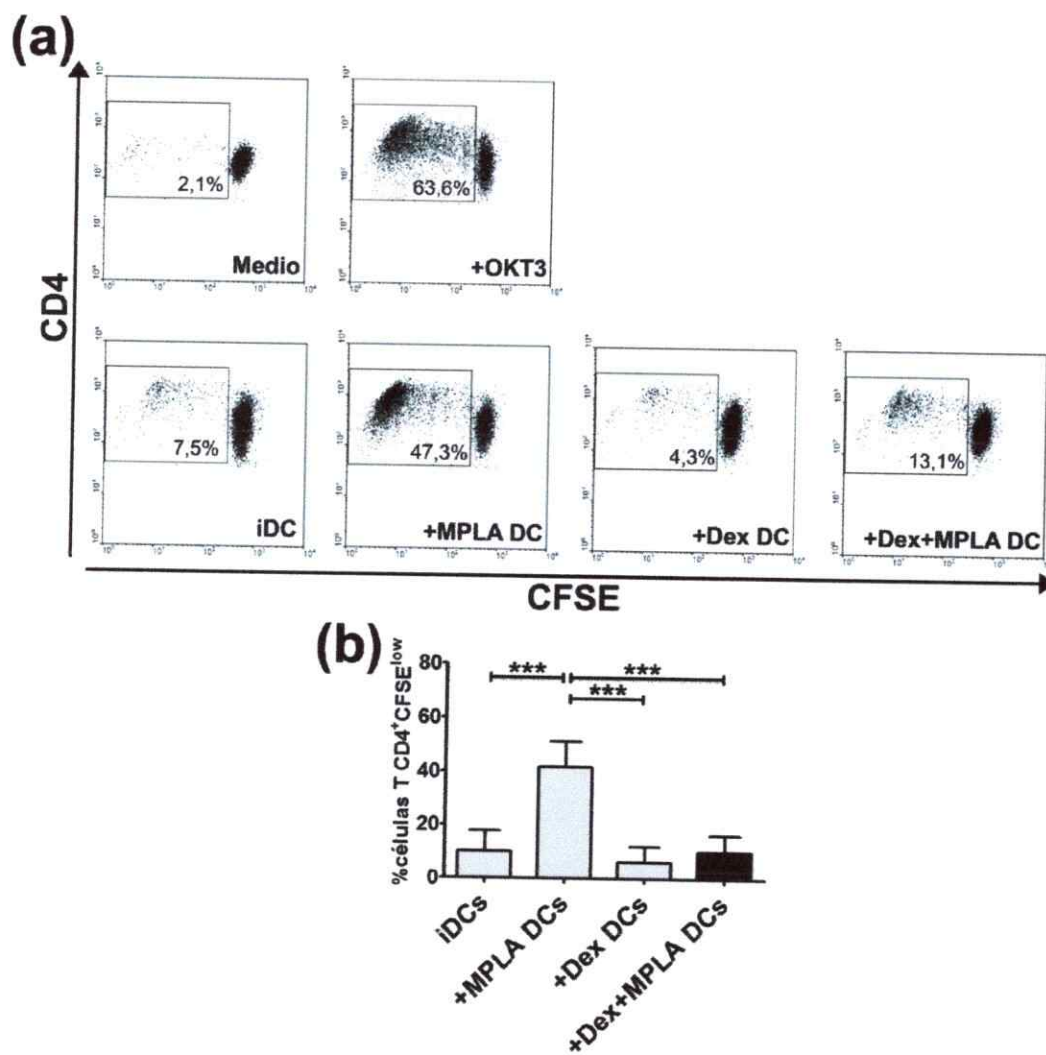 (a)
CD4
2,1%
Medio
63,6%
+OKT3
7,5%
iDC
47,3%
+MPLA DC
4,3%
+Dex DC
13,1%
+Dex+MPLA DC
CFSE
(b)
%células T CD4⁺CFSE^low
80
60
40
20
0
***
***
***
iDCs
+MPLA DCs
+Dex DCs
+Dex+MPLA DCs